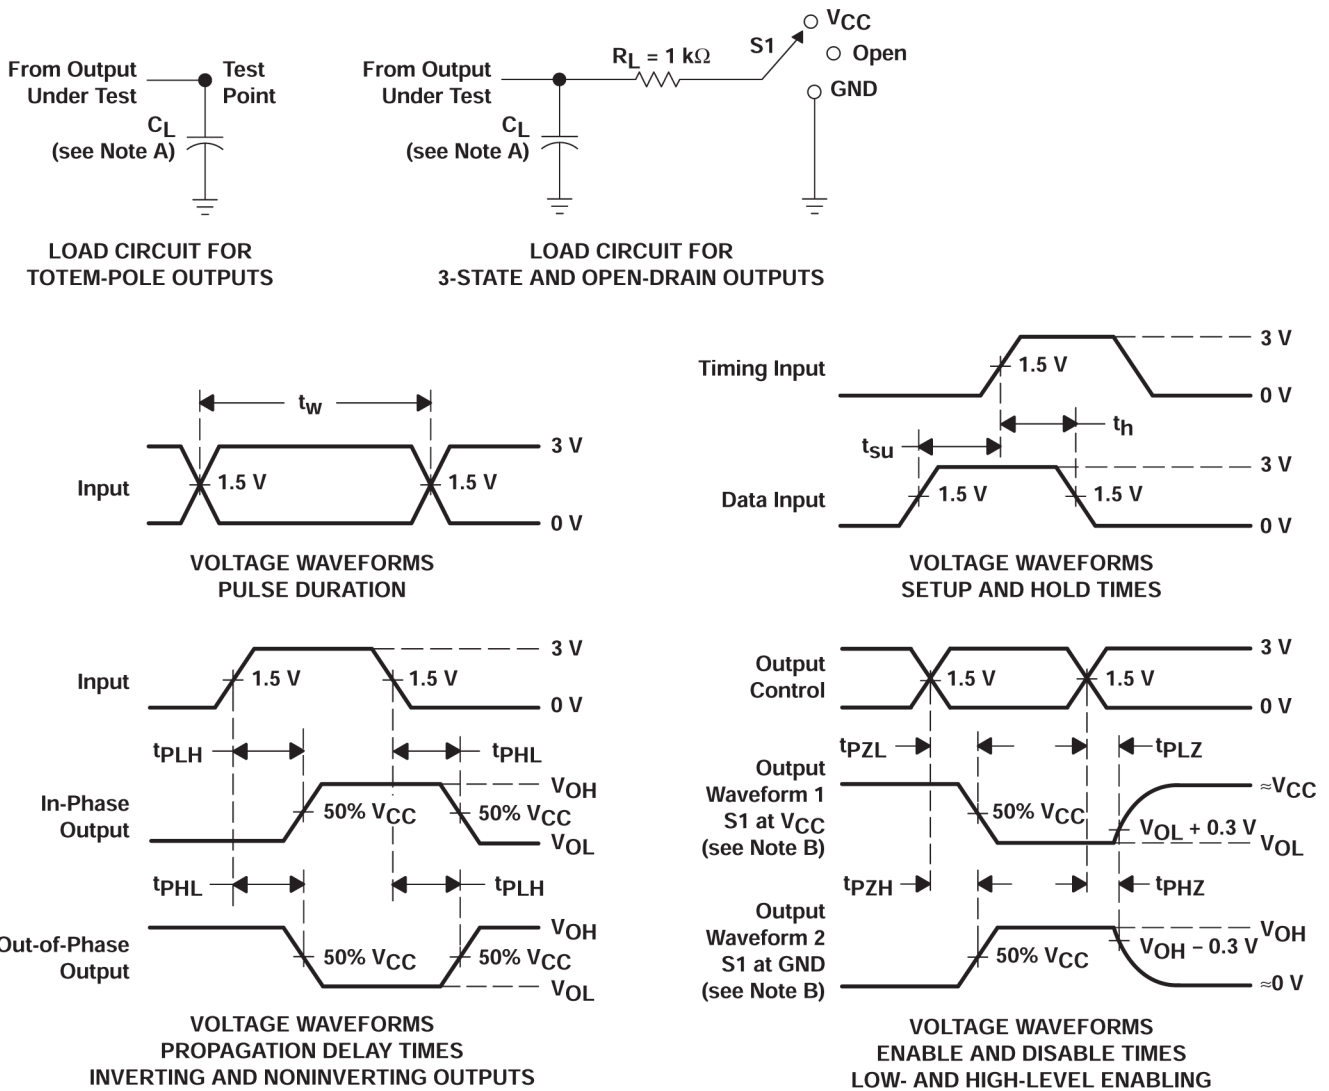 From Output
Under Test
Test
Point
CL
(see Note A)
LOAD CIRCUIT FOR
TOTEM-POLE OUTPUTS
From Output
Under Test
RL = 1 kΩ
S1
VCC
Open
GND
CL
(see Note A)
LOAD CIRCUIT FOR
3-STATE AND OPEN-DRAIN OUTPUTS
tw
Input
1.5 V
1.5 V
3 V
0 V
VOLTAGE WAVEFORMS
PULSE DURATION
Timing Input
1.5 V
3 V
0 V
tsu
th
Data Input
1.5 V
1.5 V
3 V
0 V
VOLTAGE WAVEFORMS
SETUP AND HOLD TIMES
Input
1.5 V
1.5 V
3 V
0 V
tPLH
tPHL
In-Phase
Output
50% VCC
50% VCC
VOH
VOL
tPHL
tPLH
Out-of-Phase
Output
50% VCC
50% VCC
VOH
VOL
VOLTAGE WAVEFORMS
PROPAGATION DELAY TIMES
INVERTING AND NONINVERTING OUTPUTS
Output
Control
1.5 V
1.5 V
3 V
0 V
tPZL
tPLZ
Output
Waveform 1
S1 at VCC
(see Note B)
50% VCC
VOL + 0.3 V
≈VCC
VOL
tPZH
tPHZ
Output
Waveform 2
S1 at GND
(see Note B)
50% VCC
VOH − 0.3 V
VOH
≈0 V
VOLTAGE WAVEFORMS
ENABLE AND DISABLE TIMES
LOW- AND HIGH-LEVEL ENABLING